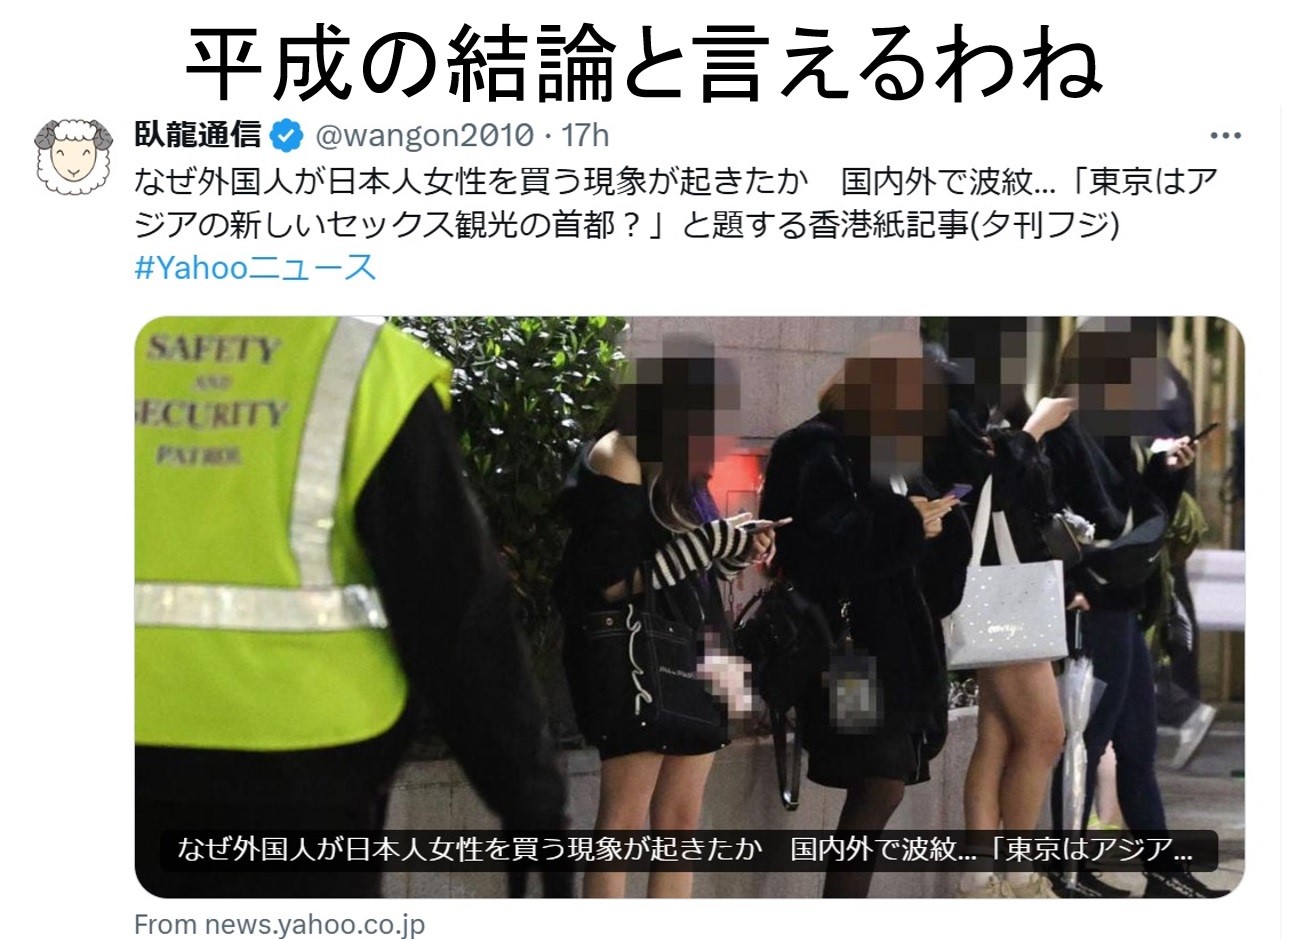 平成の結論と言えるわね
臥龍通信 @wangon2010 · 17h
なぜ外国人が日本人女性を買う現象が起きたか　国内外で波紋...「東京はア
ジアの新しいセックス観光の首都？」と題する香港紙記事(夕刊フジ)
#Yahooニュース
SAFETY
AND
SECURITY
PATROL
なぜ外国人が日本人女性を買う現象が起きたか　国内外で波紋...「東京はアジア...
From news.yahoo.co.jp